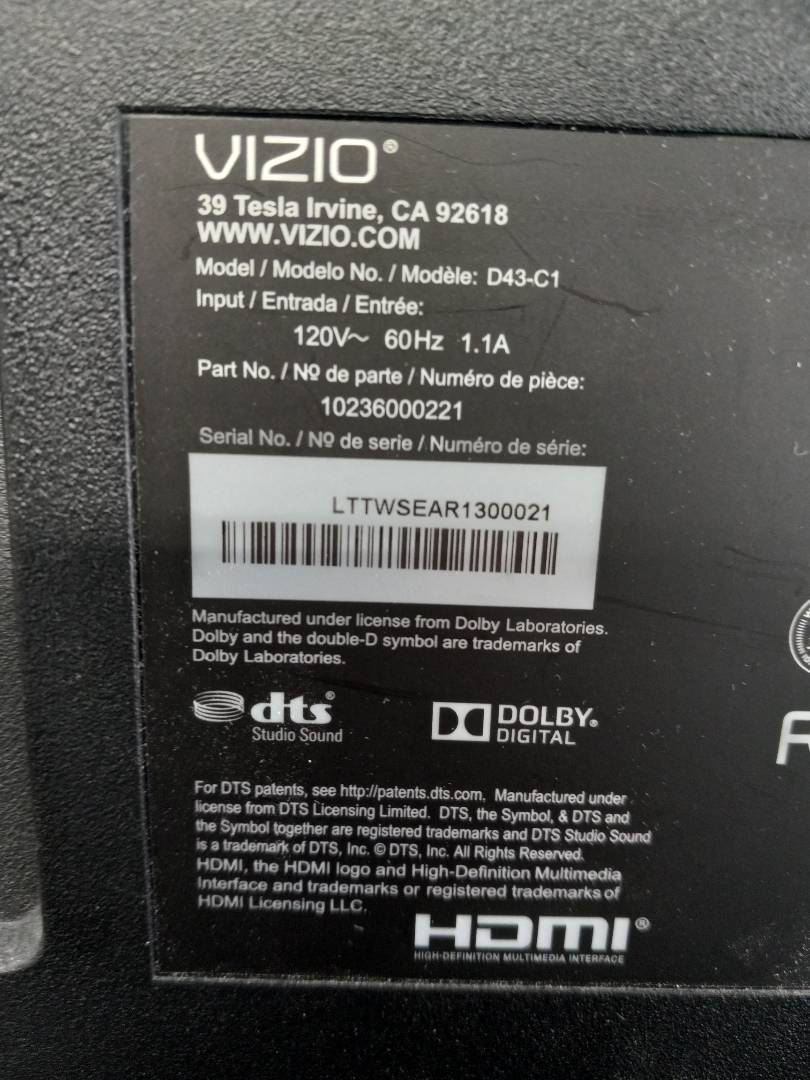 VIZIO®
39 Tesla Irvine, CA 92618
WWW.VIZIO.COM
Model / Modelo No. / Modèle: D43-C1
Input / Entrada / Entrée:
120V~ 60Hz 1.1A
Part No. / Nº de parte / Numéro de pièce:
10236000221
Serial No. / Nº de serie / Numéro de série:
LTTWSEAR1300021
Manufactured under license from Dolby Laboratories.
Dolby and the double-D symbol are trademarks of
Dolby Laboratories.
dts®
Studio Sound
DOLBY®
DIGITAL
For DTS patents, see http://patents.dts.com. Manufactured under
license from DTS Licensing Limited. DTS, the Symbol, & DTS and
the Symbol together are registered trademarks and DTS Studio Sound
is a trademark of DTS, Inc. © DTS, Inc. All Rights Reserved.
HDMI, the HDMI logo and High-Definition Multimedia
Interface and trademarks or registered trademarks of
HDMI Licensing LLC.
HDMI®
HIGH-DEFINITION MULTIMEDIA INTERFACE